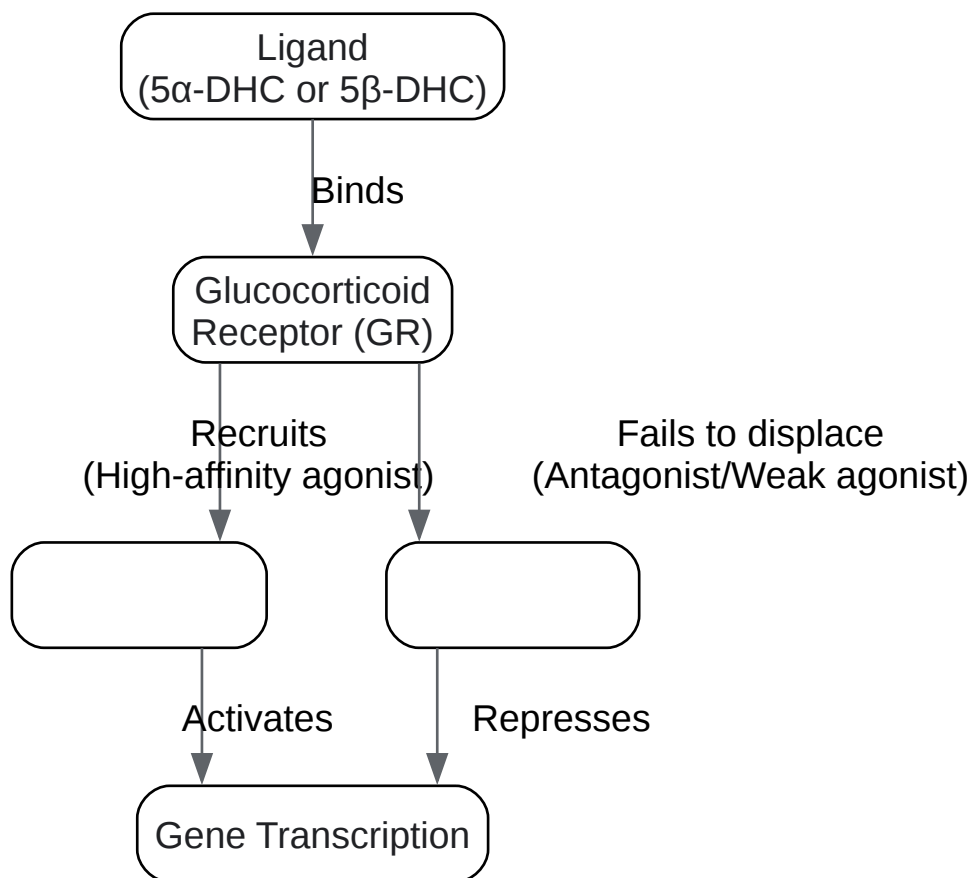 Ligand
(5α-DHC or 5β-DHC)
Binds
Glucocorticoid
Receptor (GR)
Recruits
(High-affinity agonist)
Fails to displace
(Antagonist/Weak agonist)
Activates
Represses
Gene Transcription